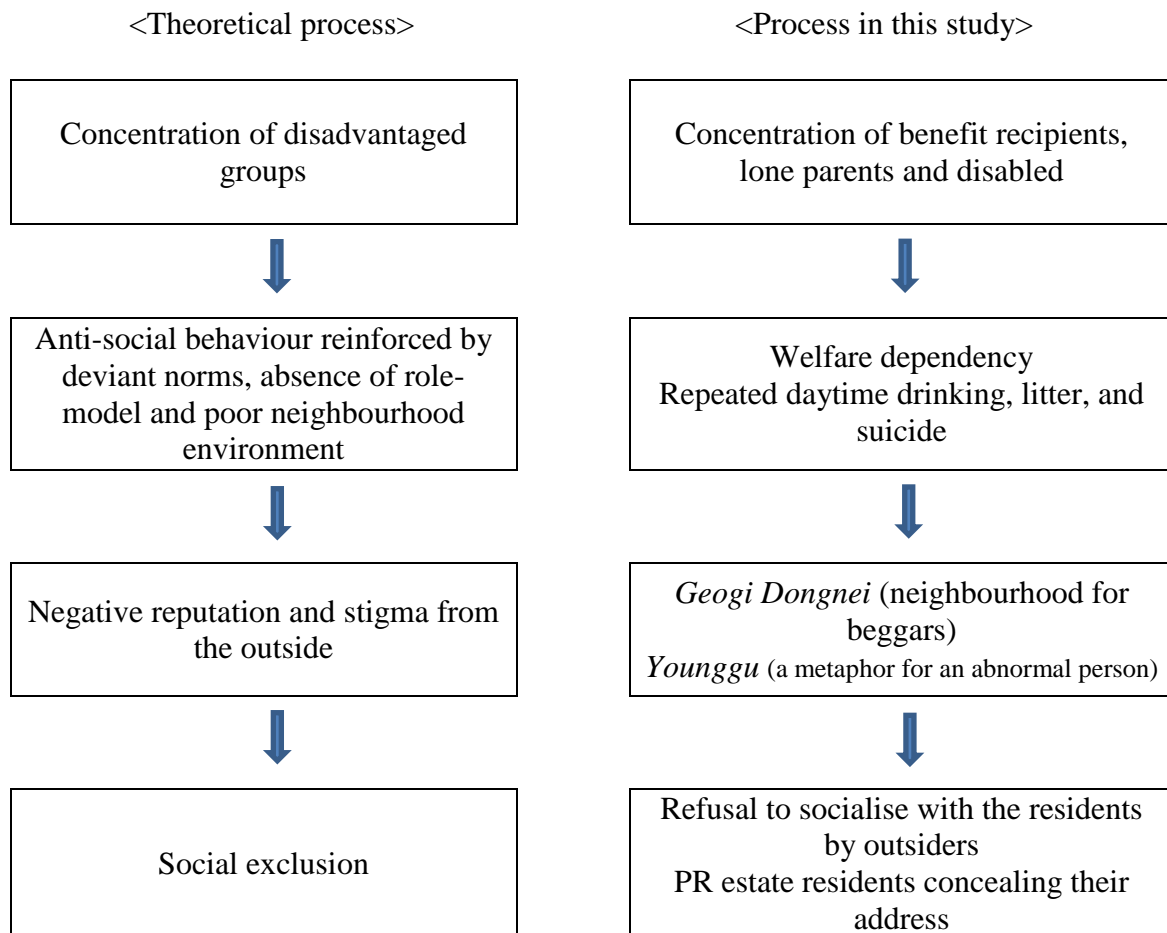 <Theoretical process>
<Process in this study>
Concentration of disadvantaged
groups
Concentration of benefit recipients,
lone parents and disabled
Anti-social behaviour reinforced by
deviant norms, absence of role-
model and poor neighbourhood
environment
Welfare dependency
Repeated daytime drinking, litter, and
suicide
Negative reputation and stigma from
the outside
Geogi Dongnei (neighbourhood for
beggars)
Younggu (a metaphor for an abnormal person)
Social exclusion
Refusal to socialise with the residents
by outsiders
PR estate residents concealing their
address